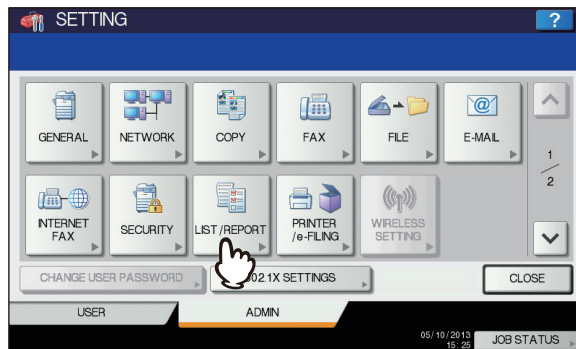 SETTING
?
GENERAL
NETWORK
COPY
FAX
FILE
E-MAIL
1
2
INTERNET
FAX
SECURITY
LIST/REPORT
PRINTER
/e-FILING
WIRELESS
SETTING
CHANGE USER PASSWORD
02.1X SETTINGS
CLOSE
USER
ADMIN
05/10/2013
15:25
JOB STATUS